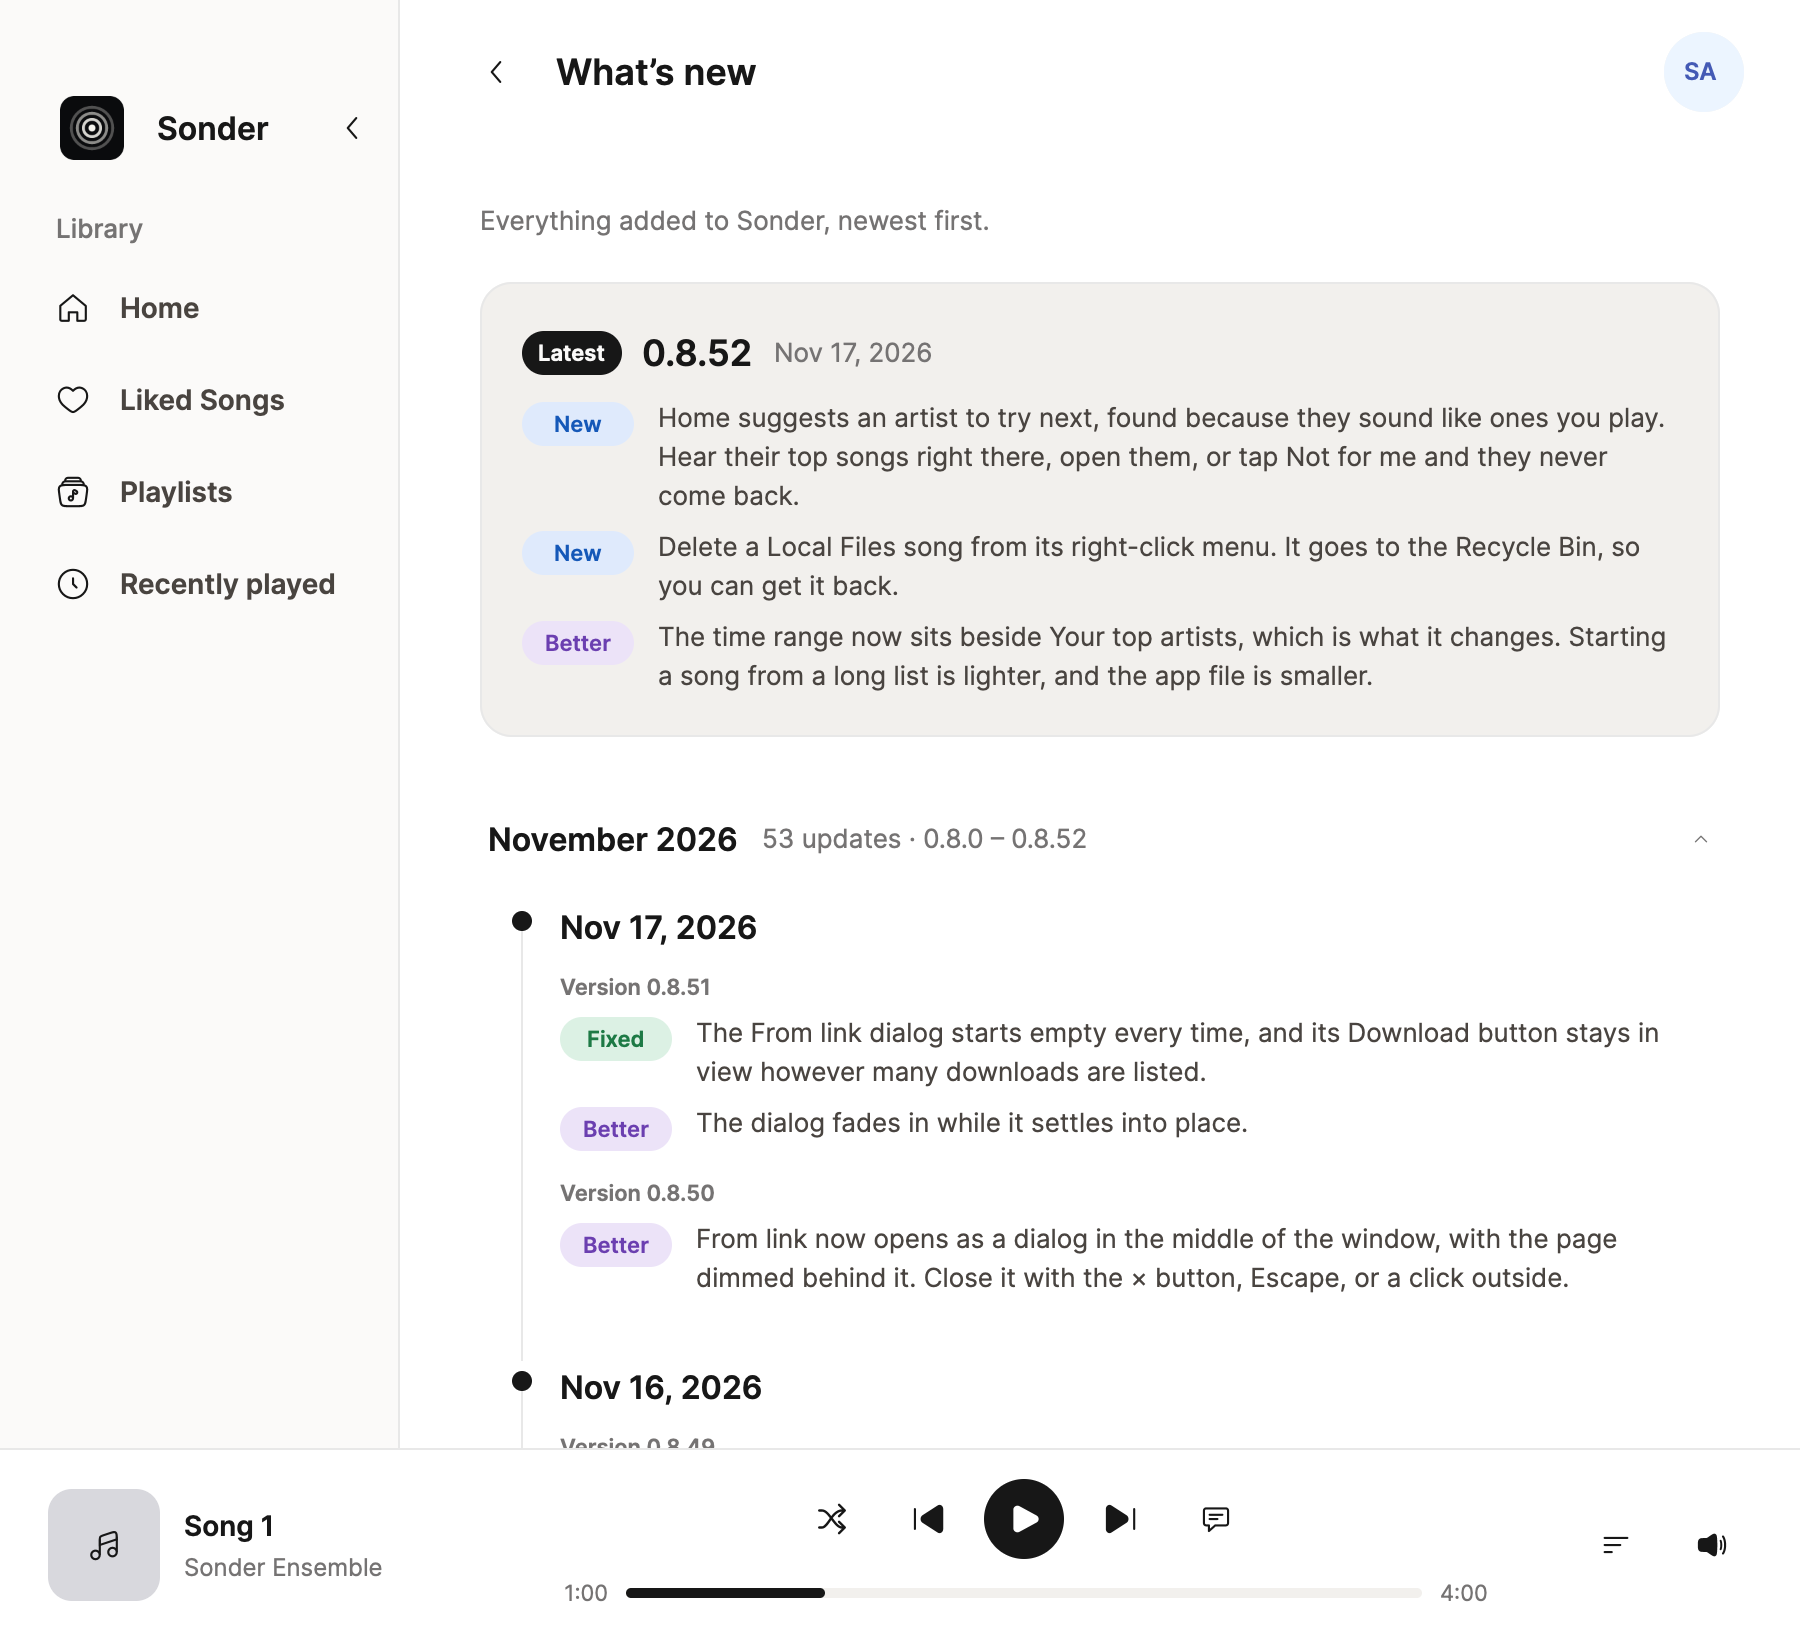 Sonder
Library
Home
Liked Songs
Playlists
Recently played
What’s new
SA
Everything added to Sonder, newest first.
Latest 0.8.52 Nov 17, 2026
New Home suggests an artist to try next, found because they sound like ones you play.
Hear their top songs right there, open them, or tap Not for me and they never
come back.
New Delete a Local Files song from its right-click menu. It goes to the Recycle Bin, so
you can get it back.
Better The time range now sits beside Your top artists, which is what it changes. Starting
a song from a long list is lighter, and the app file is smaller.
November 2026 53 updates · 0.8.0 – 0.8.52
Nov 17, 2026
Version 0.8.51
Fixed The From link dialog starts empty every time, and its Download button stays in
view however many downloads are listed.
Better The dialog fades in while it settles into place.
Version 0.8.50
Better From link now opens as a dialog in the middle of the window, with the page
dimmed behind it. Close it with the × button, Escape, or a click outside.
Nov 16, 2026
Version 0.8.49
Song 1
Sonder Ensemble
1:00
4:00